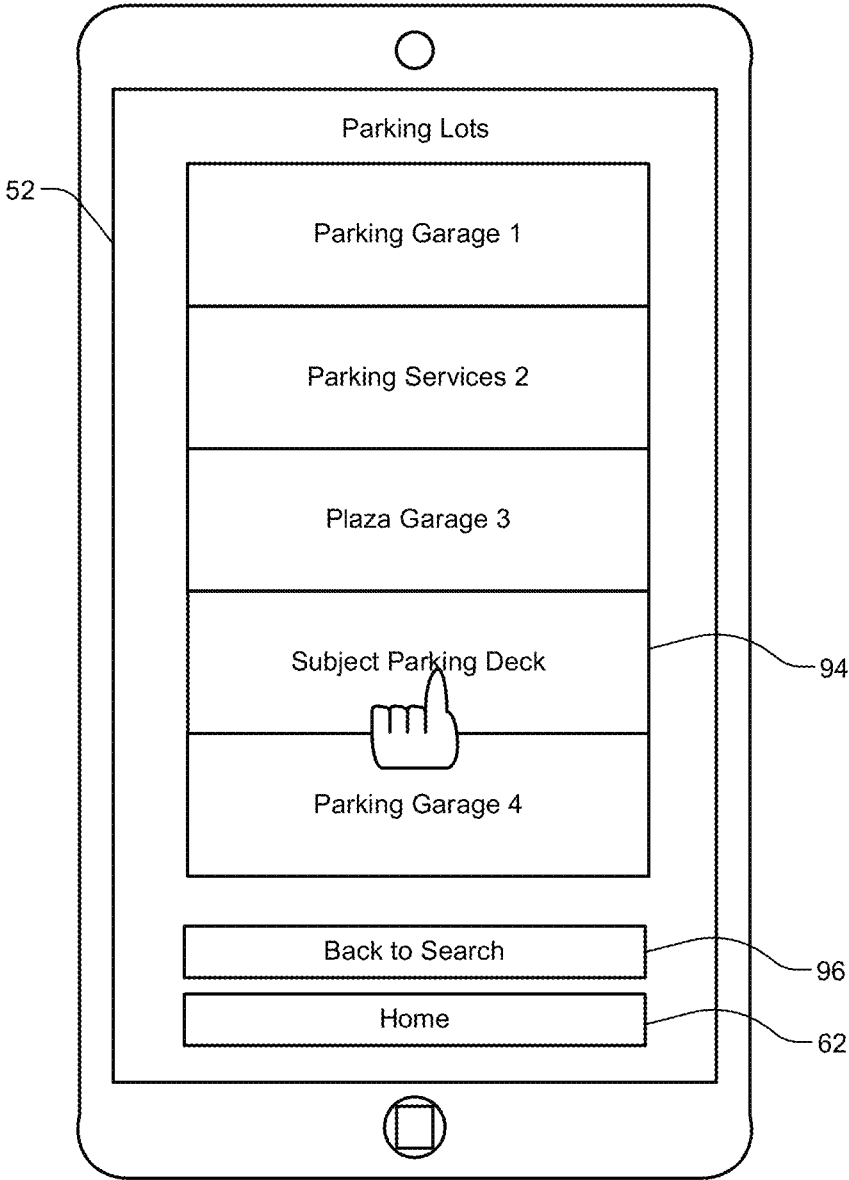 Parking Lots
52
Parking Garage 1
Parking Services 2
Plaza Garage 3
Subject Parking Deck
94
Parking Garage 4
Back to Search
96
Home
62